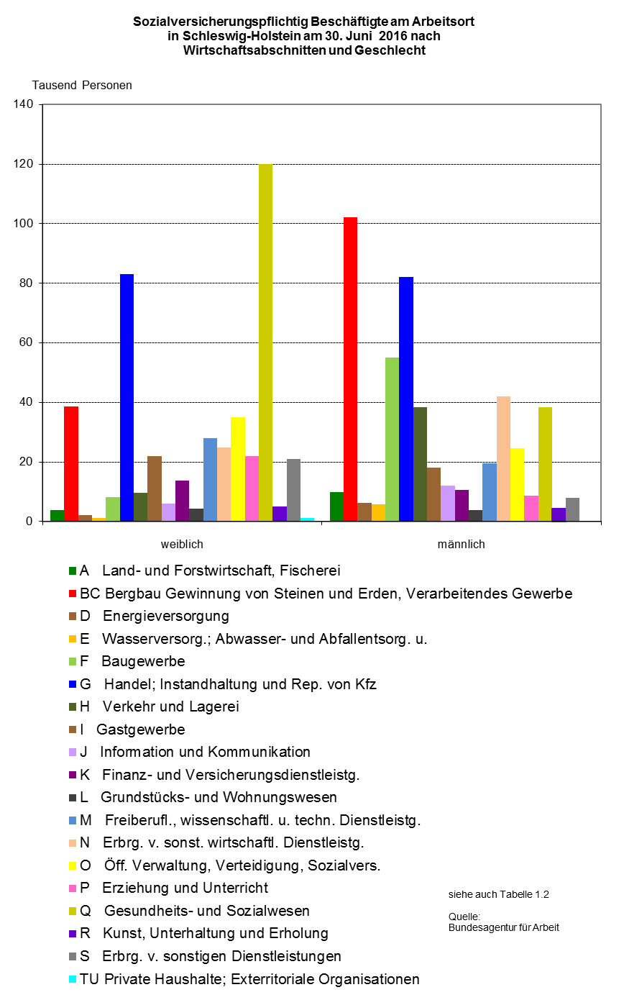 Sozialversicherungspflichtig Beschäftigte am Arbeitsort
in Schleswig-Holstein am 30. Juni 2016 nach
Wirtschaftsabschnitten und Geschlecht
Tausend Personen
140
120
100
80
60
40
20
0
weiblich männlich
A Land- und Forstwirtschaft, Fischerei
BC Bergbau Gewinnung von Steinen und Erden, Verarbeitendes Gewerbe
D Energieversorgung
E Wasserversorg.; Abwasser- und Abfallentsorg. u.
F Baugewerbe
G Handel; Instandhaltung und Rep. von Kfz
H Verkehr und Lagerei
I Gastgewerbe
J Information und Kommunikation
K Finanz- und Versicherungsdienstleistg.
L Grundstücks- und Wohnungswesen
M Freiberufl., wissenschaftl. u. techn. Dienstleistg.
N Erbrg. v. sonst. wirtschaftl. Dienstleistg.
O Öff. Verwaltung, Verteidigung, Sozialvers.
P Erziehung und Unterricht
Q Gesundheits- und Sozialwesen
R Kunst, Unterhaltung und Erholung
S Erbrg. v. sonstigen Dienstleistungen
TU Private Haushalte; Exterritoriale Organisationen
siehe auch Tabelle 1.2
Quelle:
Bundesagentur für Arbeit